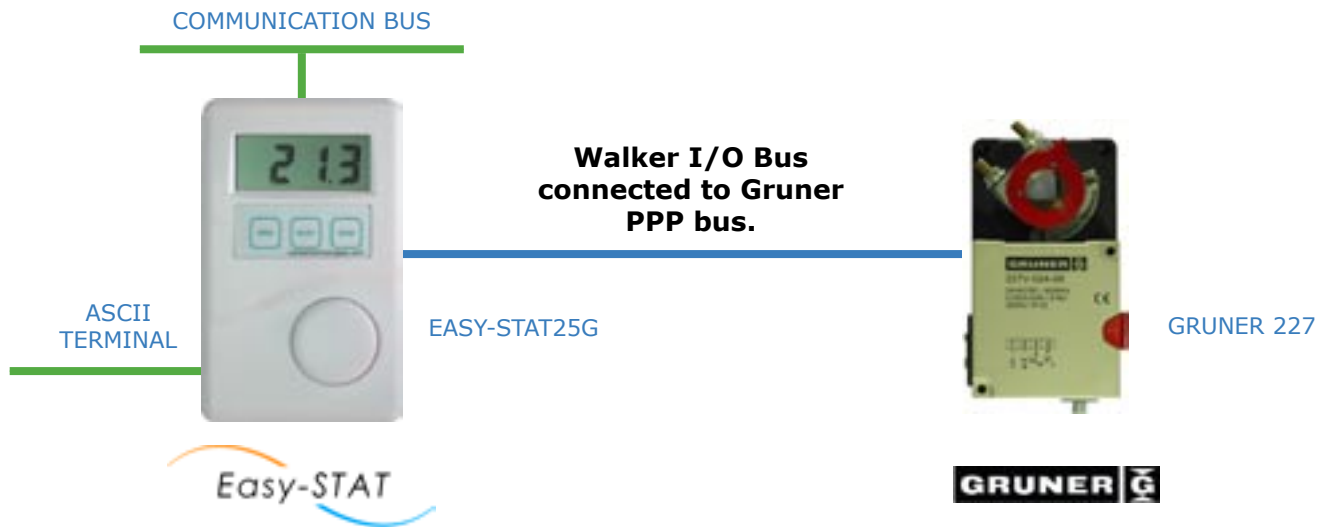 COMMUNICATION BUS
21.3
Walker I/O Bus
connected to Gruner
PPP bus.
ASCII
TERMINAL
EASY-STAT25G
GRUNER 227
GRUNER
Easy-STAT
GRUNER G